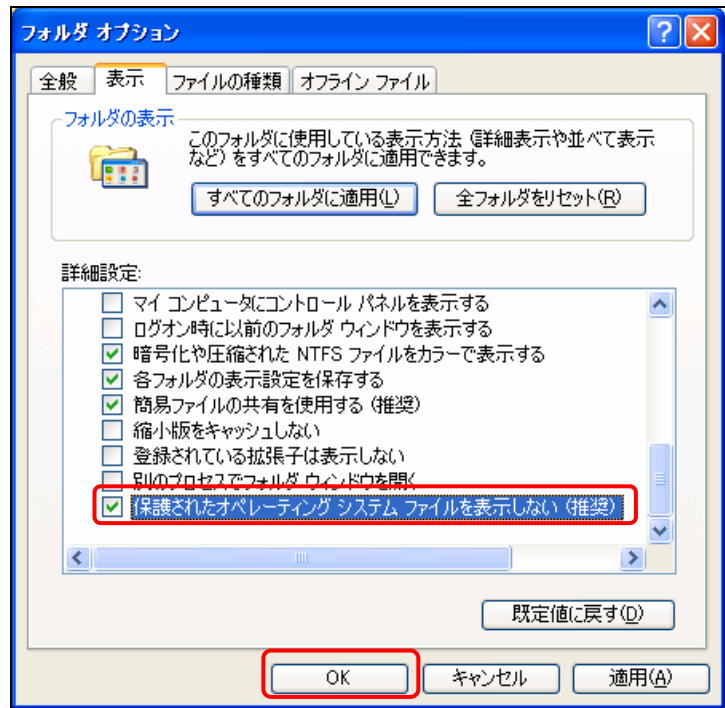 フォルダ オプション
全般 表示 ファイルの種類 オフライン ファイル
フォルダの表示
このフォルダに使用している表示方法 (詳細表示や並べて表示
など) をすべてのフォルダに適用できます。
すべてのフォルダに適用(L) 全フォルダをリセット(R)
詳細設定:
マイ コンピュータにコントロール パネルを表示する
ログオン時に以前のフォルダ ウィンドウを表示する
暗号化や圧縮された NTFS ファイルをカラーで表示する
各フォルダの表示設定を保存する
簡易ファイルの共有を使用する (推奨)
縮小版をキャッシュしない
登録されている拡張子は表示しない
別のプロセスでフォルダ ウィンドウを開く
保護されたオペレーティング システム ファイルを表示しない (推奨)
既定値に戻す(D)
OK キャンセル 適用(A)